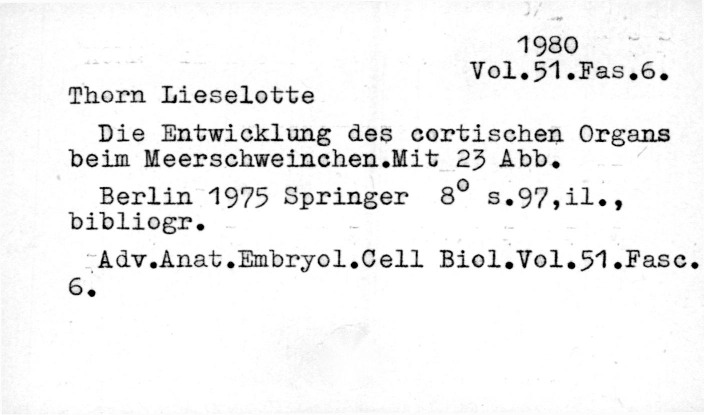 1980
Vol.51.Fas.6.
Thorn Lieselotte
Die Entwicklung des cortischen Organs
beim Meerschweinchen.Mit 23 Abb.
Berlin 1975 Springer 8° s.97,il.,
bibliogr.
Adv.Anat.Embryol.Cell Biol.Vol.51.Fasc.
6.